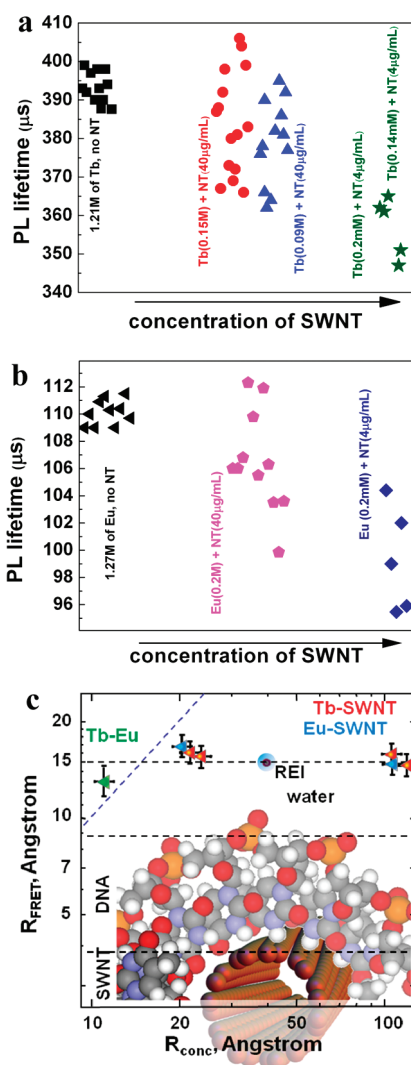 a
PL lifetime (μs)
410
400
390
380
370
360
350
340
1.21M of Tb, no NT
Tb(0.15M) + NT(40μg/mL)
Tb(0.09M) + NT(40μg/mL)
Tb(0.2mM) + NT(4μg/mL)
Tb(0.14mM) + NT(4μg/mL)
concentration of SWNT
b
PL lifetime (μs)
112
110
108
106
104
102
100
98
96
1.27M of Eu, no NT
Eu(0.2M) + NT(40μg/mL)
Eu (0.2mM) + NT(4μg/mL)
concentration of SWNT
c
RFRET, Angstrom
20
15
10
7
5
Tb-SWNT
Eu-SWNT
Tb-Eu
REI
water
DNA
SWNT
10
20
50
100
Rconc, Angstrom